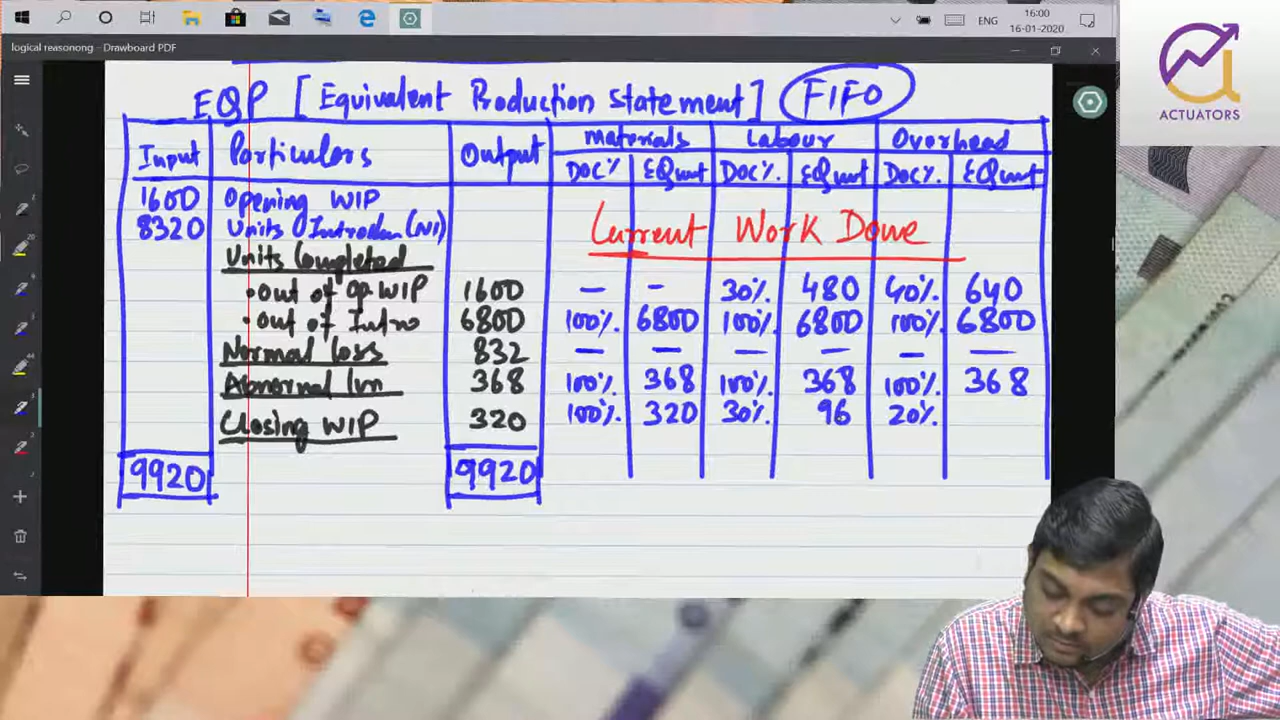 16:00
ENG
16-01-2020
logical reasonong - Drawboard PDF
ACTUATORS
EQP [Equivalent Production Statement] FIFO
Input Particulars Output Materials Labour Overhead
DOC% EQunt DOC%. EQunt DOC%. EQunt
1600 Opening WIP
8320 Units Introdun (NI)
Current Work Done
Units Completed
• out of op WIP 1600 — — 30%. 480 40%. 640
• out of Intro 6800 100%. 6800 100%. 6800 100%. 6800
Normal loss 832 — — — — — —
Abnormal 368 100%. 368 100%. 368 100%. 368
Closing WIP 320 100%. 320 30%. 96 20%.
9920 9920